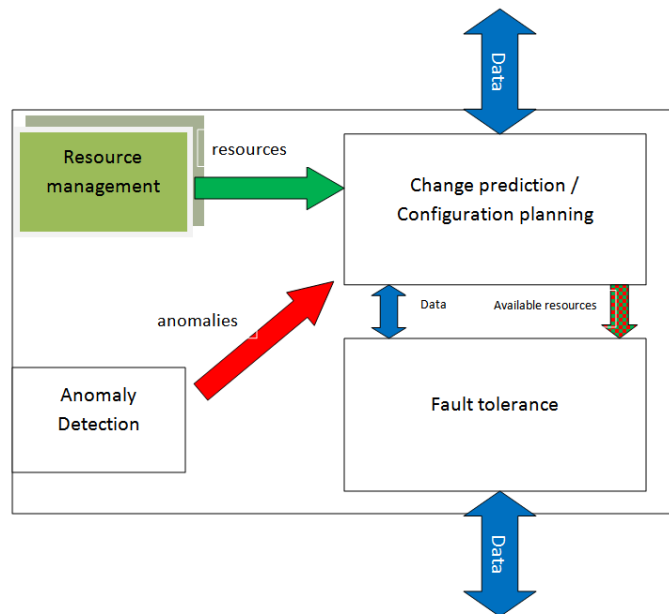 Data
Resource
management
resources
Change prediction /
Configuration planning
anomalies
Data
Available resources
Anomaly
Detection
Fault tolerance
Data